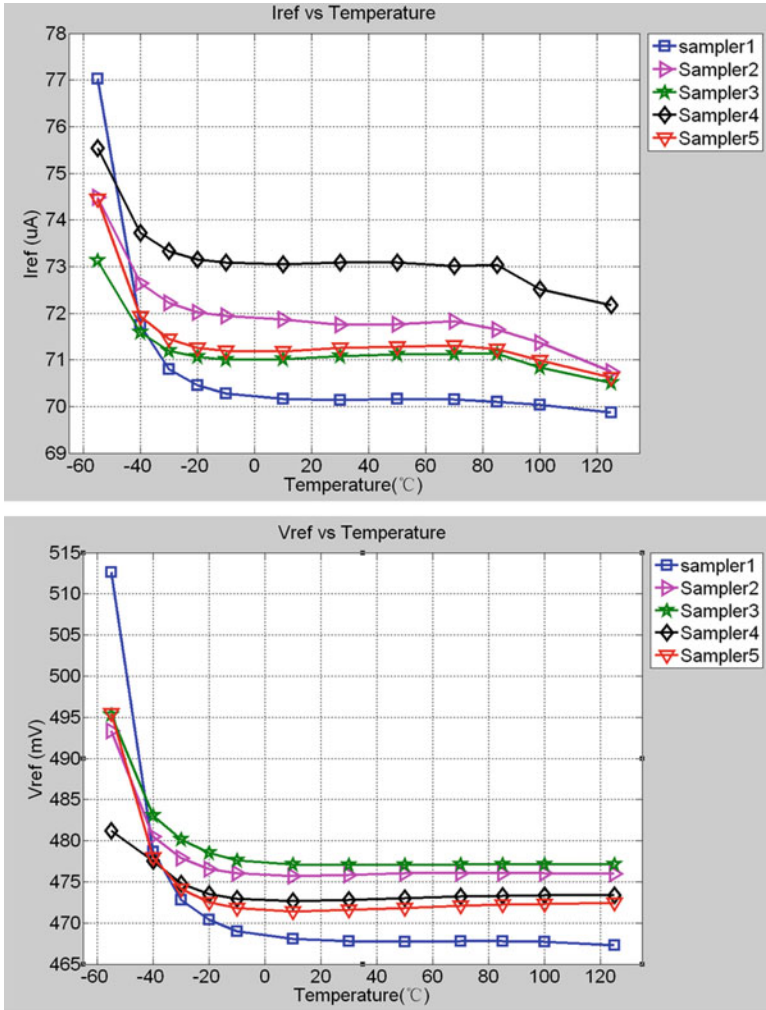 Iref vs Temperature
78
77
76
75
74
73
72
71
70
69
Iref (uA)
-60 -40 -20 0 20 40 60 80 100 120
Temperature(℃)
sampler1
Sampler2
Sampler3
Sampler4
Sampler5
Vref vs Temperature
515
510
505
500
495
490
485
480
475
470
465
Vref (mV)
-60 -40 -20 0 20 40 60 80 100 120
Temperature(℃)
sampler1
Sampler2
Sampler3
Sampler4
Sampler5